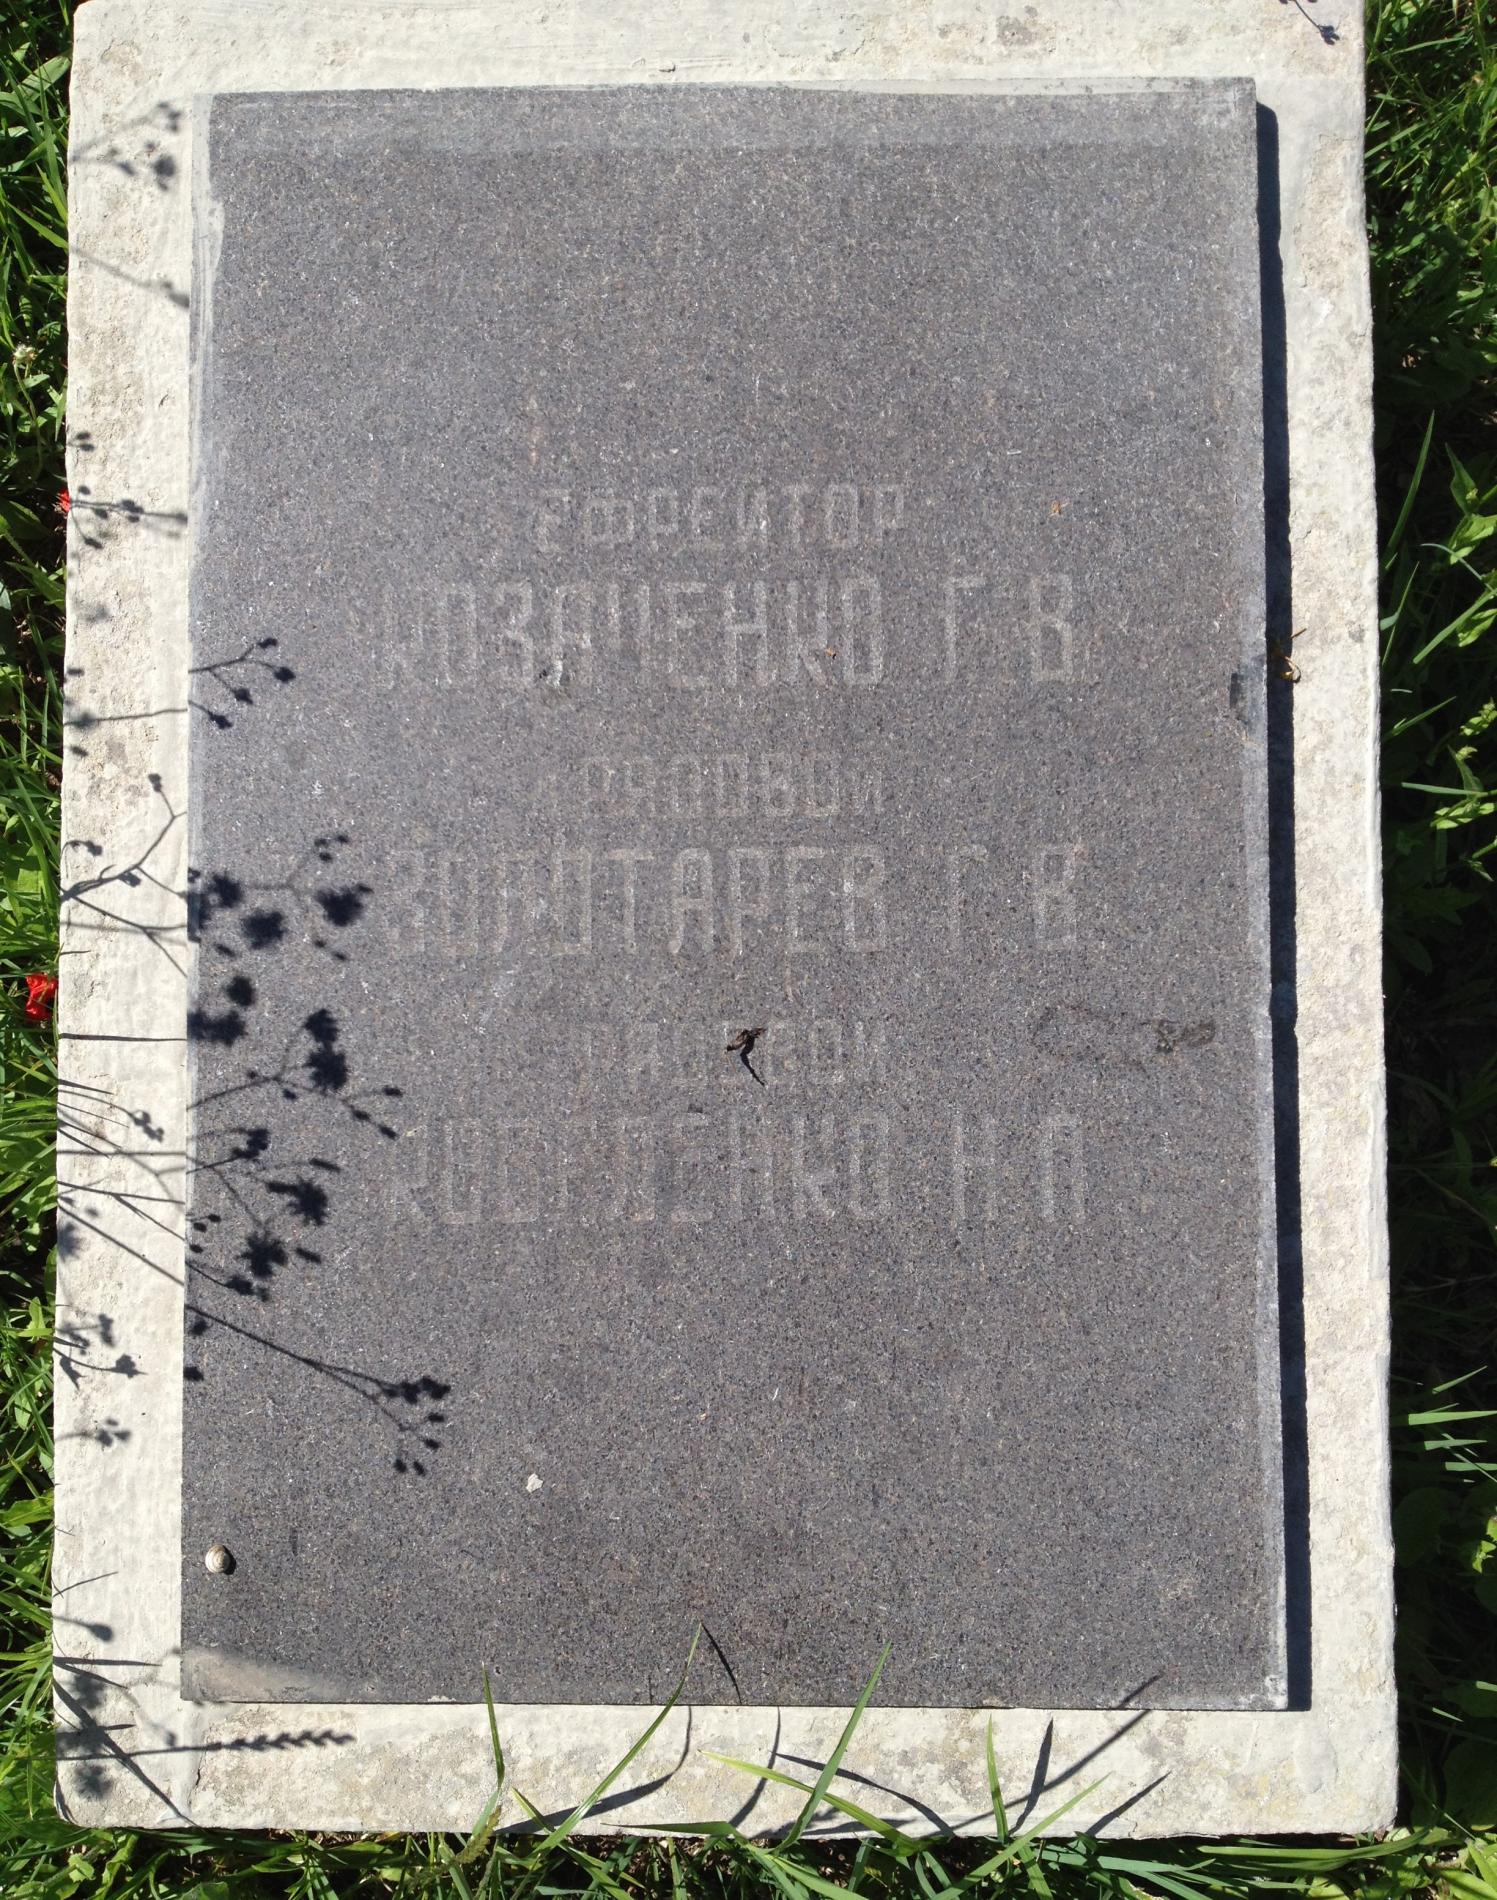 ЕФРЕЙТОР
КОЗАЧЕНКО Г. В.
РЯДОВОЙ
ЗОЛОТАРЕВ Г. В.
РЯДОВОЙ
Н. П.